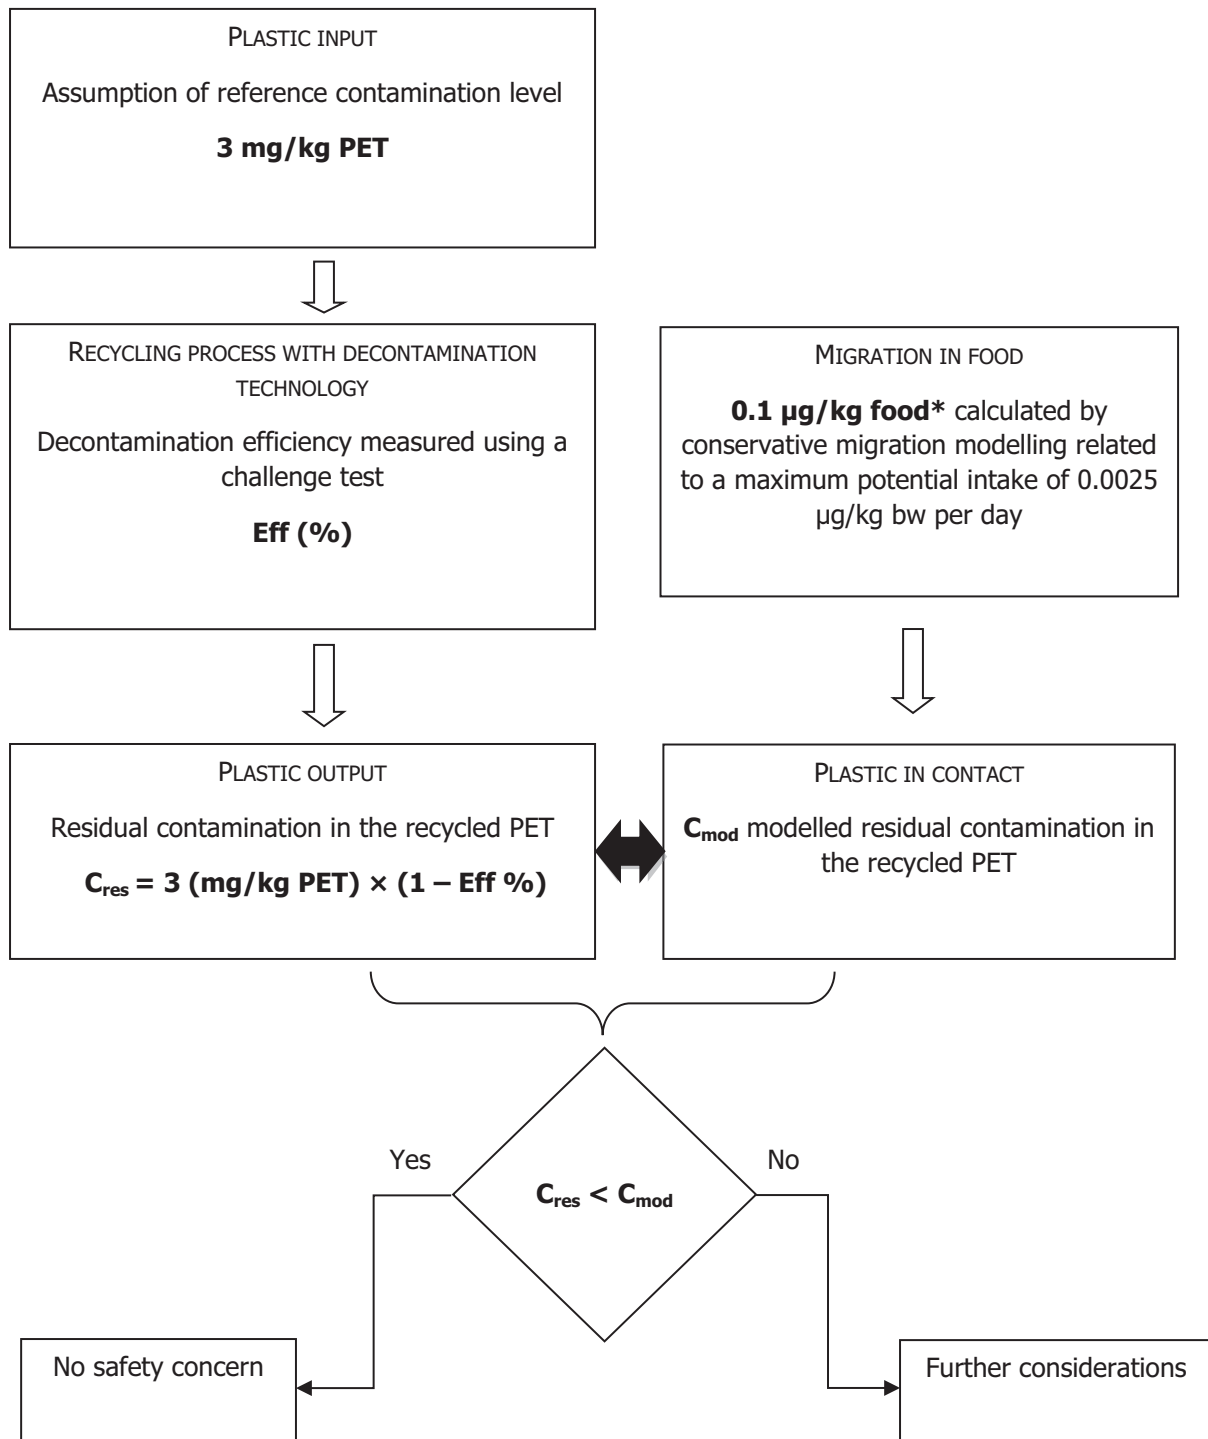 PLASTIC INPUT
Assumption of reference contamination level
3 mg/kg PET
RECYCLING PROCESS WITH DECONTAMINATION
TECHNOLOGY
Decontamination efficiency measured using a
challenge test
Eff (%)
MIGRATION IN FOOD
0.1 µg/kg food* calculated by
conservative migration modelling related
to a maximum potential intake of 0.0025
µg/kg bw per day
PLASTIC OUTPUT
Residual contamination in the recycled PET
Cres = 3 (mg/kg PET) × (1 – Eff %)
PLASTIC IN CONTACT
Cmod modelled residual contamination in
the recycled PET
Yes
No
Cres < Cmod
No safety concern
Further considerations